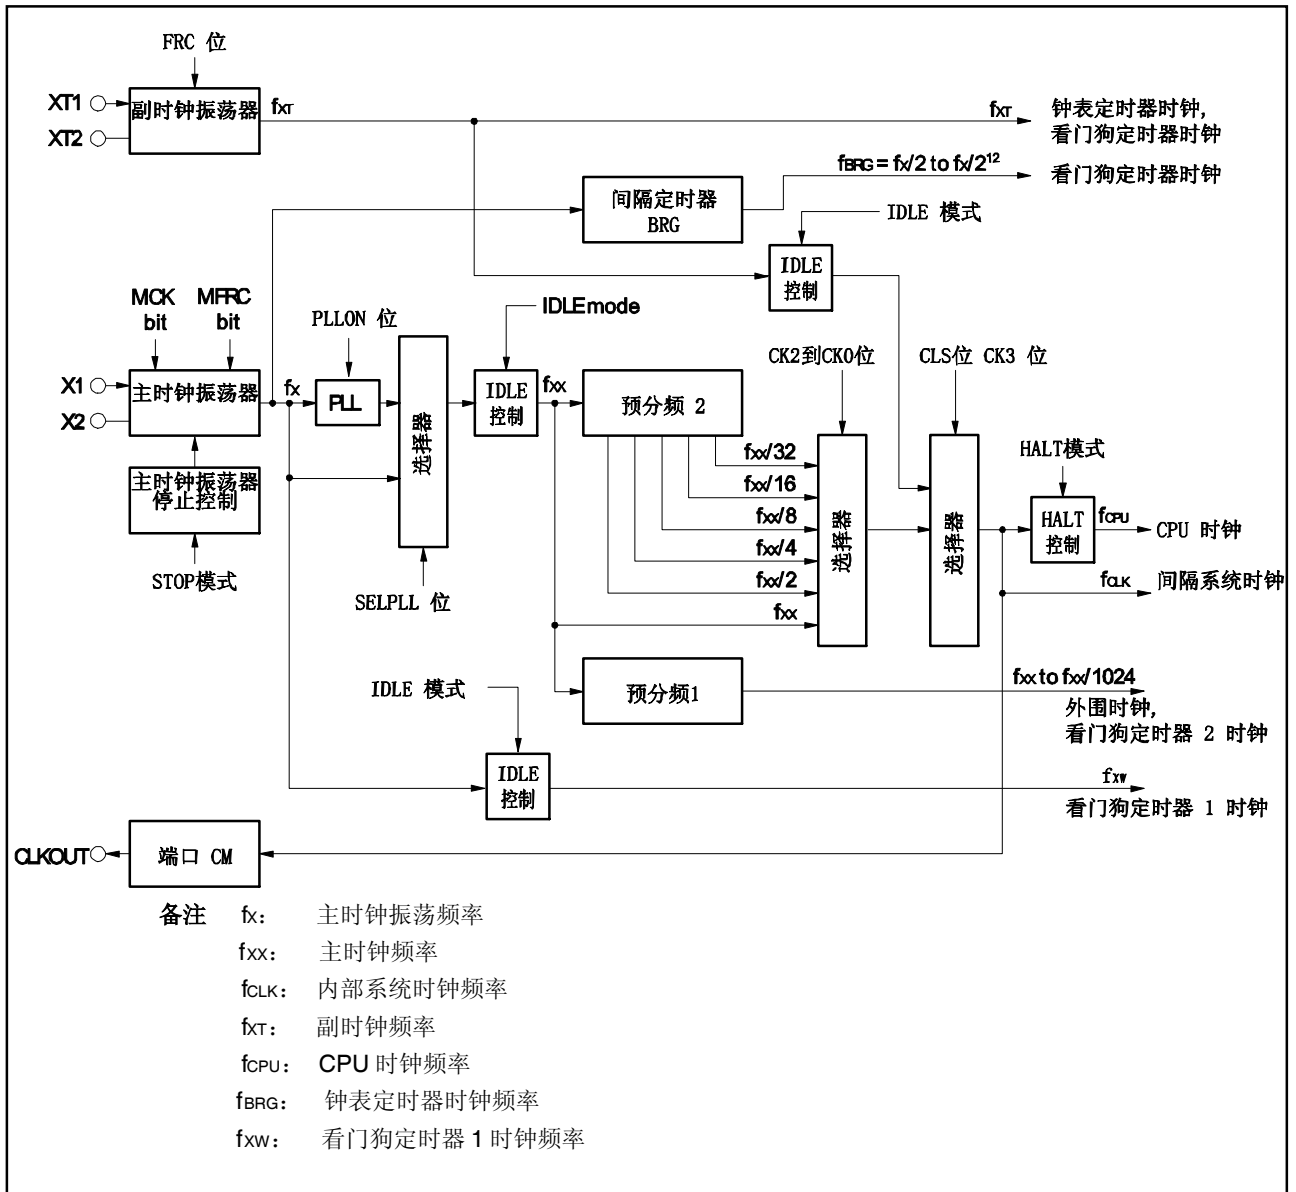 FRC 位
XT1
XT2
副时钟振荡器
fXT
fXT
钟表定时器时钟,
看门狗定时器时钟
fBRG = fX/2 to fX/2¹²
看门狗定时器时钟
间隔定时器
BRG
IDLE 模式
IDLE
控制
MCK
bit
MFRC
bit
PLLON 位
IDLE mode
X1
X2
主时钟振荡器
fX
PLL
选择器
IDLE
控制
fXX
预分频 2
CK2到CK0位
CLS位 CK3 位
主时钟振荡器
停止控制
STOP模式
SELPLL 位
fXX/32
fXX/16
fXX/8
fXX/4
fXX/2
fXX
选择器
选择器
HALT模式
HALT
控制
fCPU
CPU 时钟
fCLK
间隔系统时钟
预分频1
fXX to fXX/1024
外围时钟,
看门狗定时器 2 时钟
IDLE 模式
IDLE
控制
fXW
看门狗定时器 1 时钟
CLKOUT
端口 CM
备注 fX: 主时钟振荡频率
fXX: 主时钟频率
fCLK: 内部系统时钟频率
fXT: 副时钟频率
fCPU: CPU 时钟频率
fBRG: 钟表定时器时钟频率
fXW: 看门狗定时器 1 时钟频率